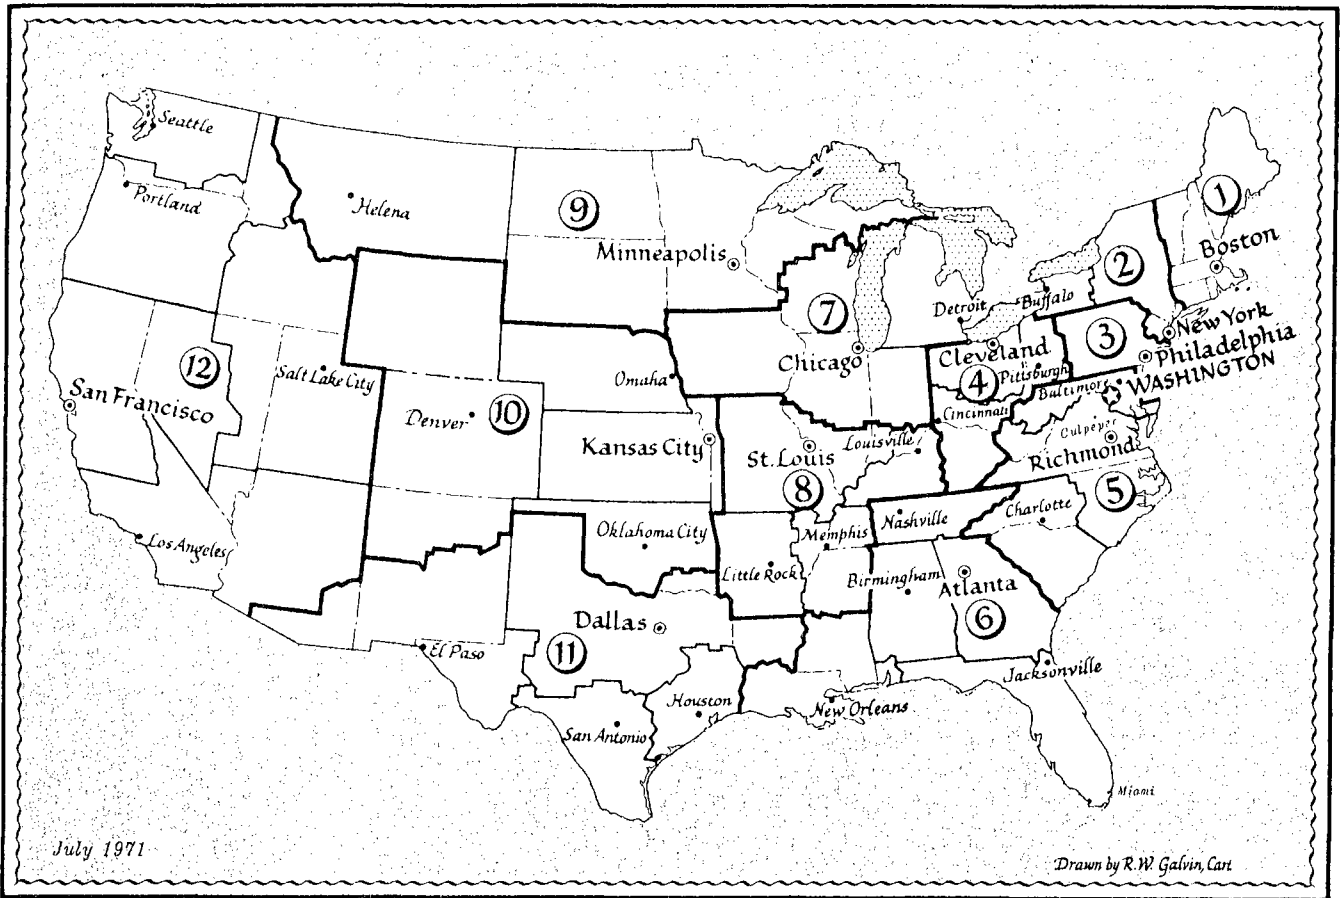 Seattle
Portland
Helena
9
Minneapolis
1
Boston
2
Buffalo
Detroit
7
Chicago
3
New York
Philadelphia
WASHINGTON
Cleveland
4
Pittsburgh
Baltimore
Cincinnati
Culpeper
Richmond
5
12
Salt Lake City
San Francisco
Omaha
Denver
10
Kansas City
St. Louis
Louisville
8
Los Angeles
Oklahoma City
Memphis
Nashville
Charlotte
Little Rock
Birmingham
Atlanta
6
Dallas
11
El Paso
Houston
San Antonio
New Orleans
Jacksonville
Miami
July 1971
Drawn by R.W. Galvin, Cart.